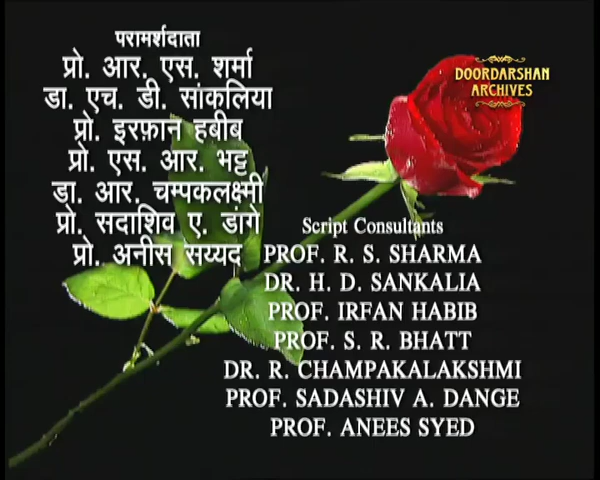 परामर्शदाता
प्रो. आर. एस. शर्मा
डा. एच. डी. सांकलिया
प्रो. इरफ़ान हबीब
प्रो. एस. आर. भट्ट
डा. आर. चम्पकलक्ष्मी
प्रो. सदाशिव ए. डांगे
प्रो. अनीस सय्यद
DOORDARSHAN
ARCHIVES
Script Consultants
PROF. R. S. SHARMA
DR. H. D. SANKALIA
PROF. IRFAN HABIB
PROF. S. R. BHATT
DR. R. CHAMPAKALAKSHMI
PROF. SADASHIV A. DANGE
PROF. ANEES SYED